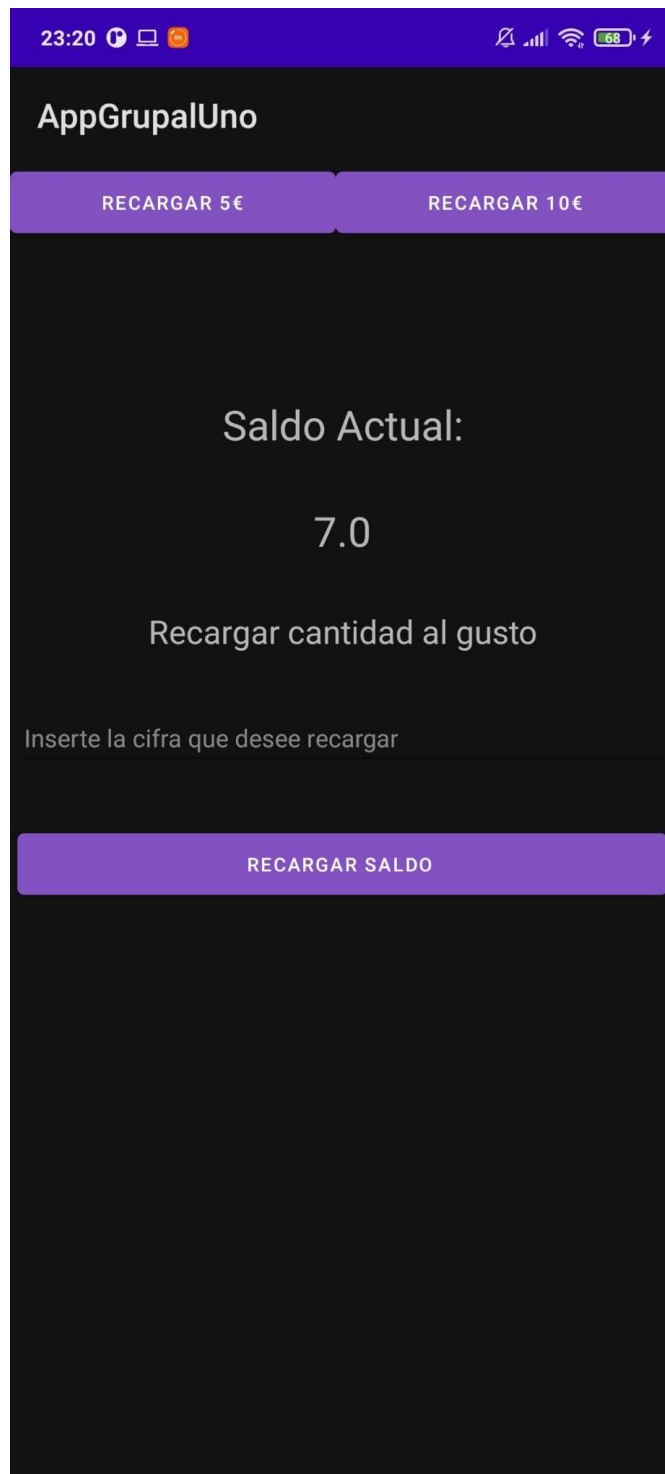 23:20 68
AppGrupalUno
RECARGAR 5€ RECARGAR 10€
Saldo Actual:
7.0
Recargar cantidad al gusto
Inserte la cifra que desee recargar
RECARGAR SALDO